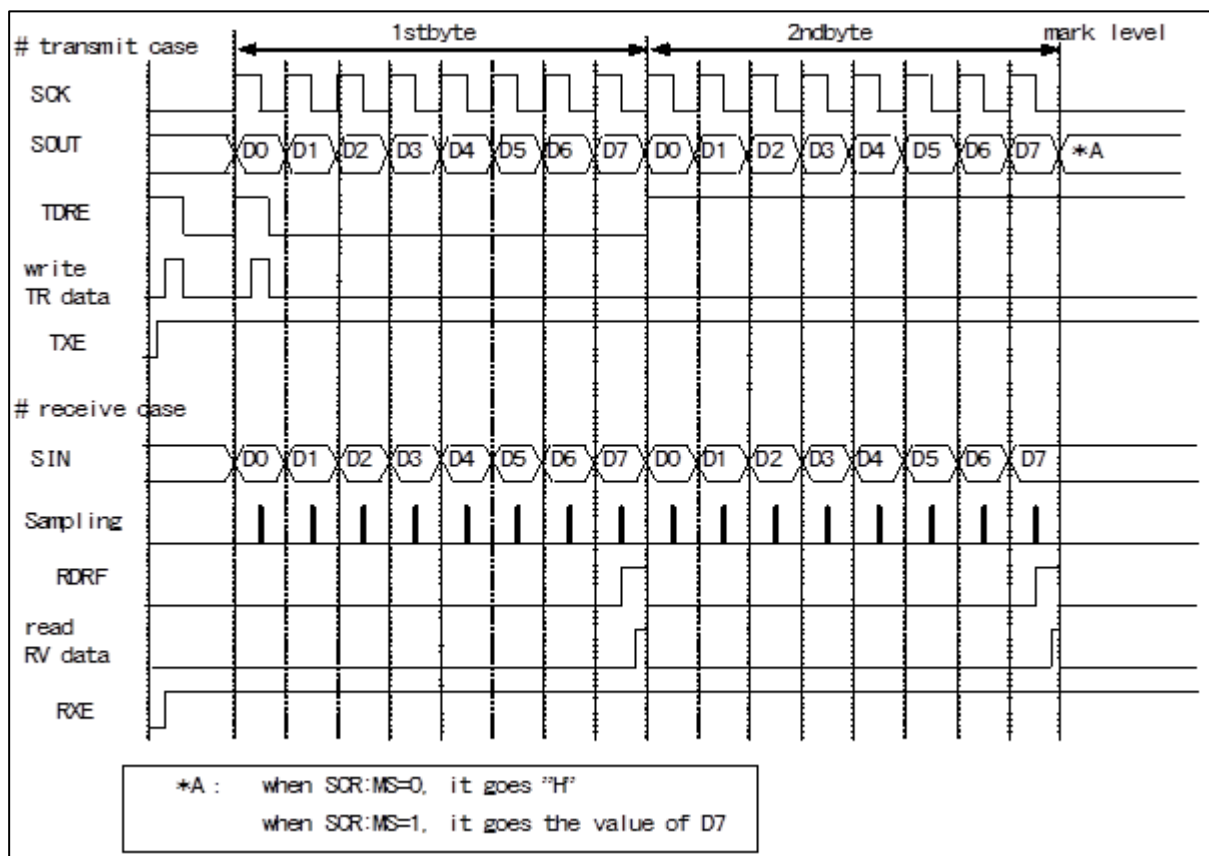 1stbyte 2ndbyte mark level
# transmit case
SCK
SOUT D0 D1 D2 D3 D4 D5 D6 D7 D0 D1 D2 D3 D4 D5 D6 D7 *A
TDRE
write
TR data
TXE
# receive case
SIN D0 D1 D2 D3 D4 D5 D6 D7 D0 D1 D2 D3 D4 D5 D6 D7
Sampling
RDRF
read
RV data
RXE
*A : when SCR:MS=0, it goes "H"
when SCR:MS=1, it goes the value of D7